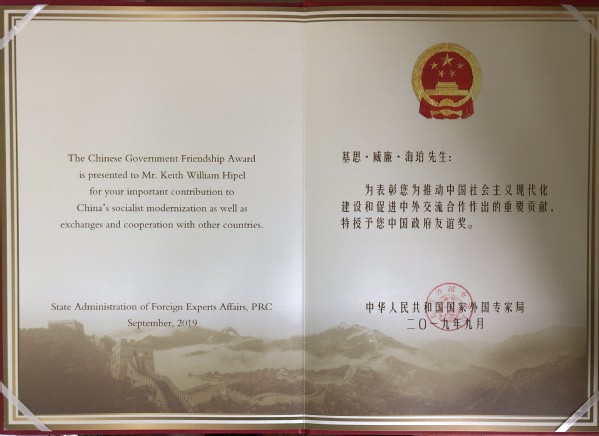 The Chinese Government Friendship Award
is presented to Mr. Keith William Hipel
for your important contribution to
China's socialist modernization as well as
exchanges and cooperation with other countries.
State Administration of Foreign Experts Affairs, PRC
September, 2019
基思·威廉·海珀先生:
为表彰您为推动中国社会主义现代化
建设和促进中外交流合作作出的重要贡献,
特授予您中国政府友谊奖。
中华人民共和国国家外国专家局
二〇一九年九月